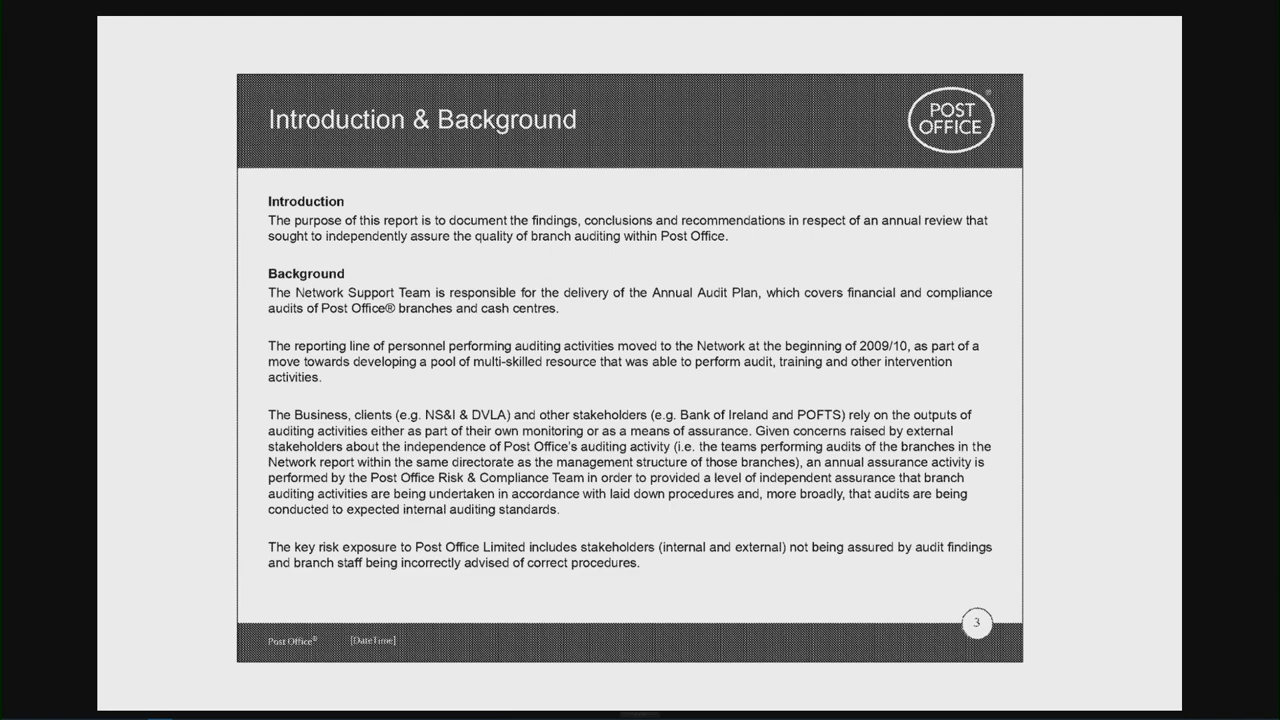 Introduction & Background
POST
OFFICE
®
Introduction
The purpose of this report is to document the findings, conclusions and recommendations in respect of an annual review that
sought to independently assure the quality of branch auditing within Post Office.
Background
The Network Support Team is responsible for the delivery of the Annual Audit Plan, which covers financial and compliance
audits of Post Office® branches and cash centres.
The reporting line of personnel performing auditing activities moved to the Network at the beginning of 2009/10, as part of a
move towards developing a pool of multi-skilled resource that was able to perform audit, training and other intervention
activities.
The Business, clients (e.g. NS&I & DVLA) and other stakeholders (e.g. Bank of Ireland and POFTS) rely on the outputs of
auditing activities either as part of their own monitoring or as a means of assurance. Given concerns raised by external
stakeholders about the independence of Post Office's auditing activity (i.e. the teams performing audits of the branches in the
Network report within the same directorate as the management structure of those branches), an annual assurance activity is
performed by the Post Office Risk & Compliance Team in order to provided a level of independent assurance that branch
auditing activities are being undertaken in accordance with laid down procedures and, more broadly, that audits are being
conducted to expected internal auditing standards.
The key risk exposure to Post Office Limited includes stakeholders (internal and external) not being assured by audit findings
and branch staff being incorrectly advised of correct procedures.
3
Post Office® [DateTime]